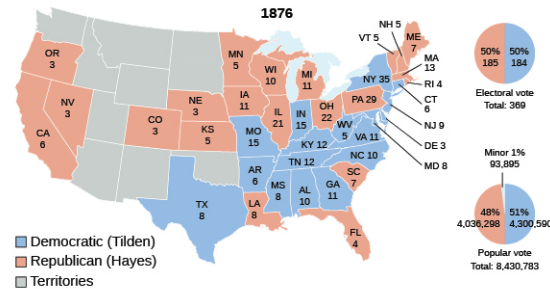 1876
OR
3
NV
3
CA
6
CO
3
NE
3
KS
5
MN
5
IA
11
WI
10
MI
11
IL
21
IN
15
OH
22
MO
15
AR
6
LA
8
TX
8
MS
8
AL
10
GA
11
FL
4
SC
7
NC 10
TN 12
KY 12
VA 11
WV
5
PA 29
NY 35
VT 5
NH 5
ME
7
MA
13
RI 4
CT
6
NJ 9
DE 3
MD 8
Democratic (Tilden)
Republican (Hayes)
Territories
50%
185
50%
184
Electoral vote
Total: 369
Minor 1%
93,895
48%
4,036,298
51%
4,300,590
Popular vote
Total: 8,430,783